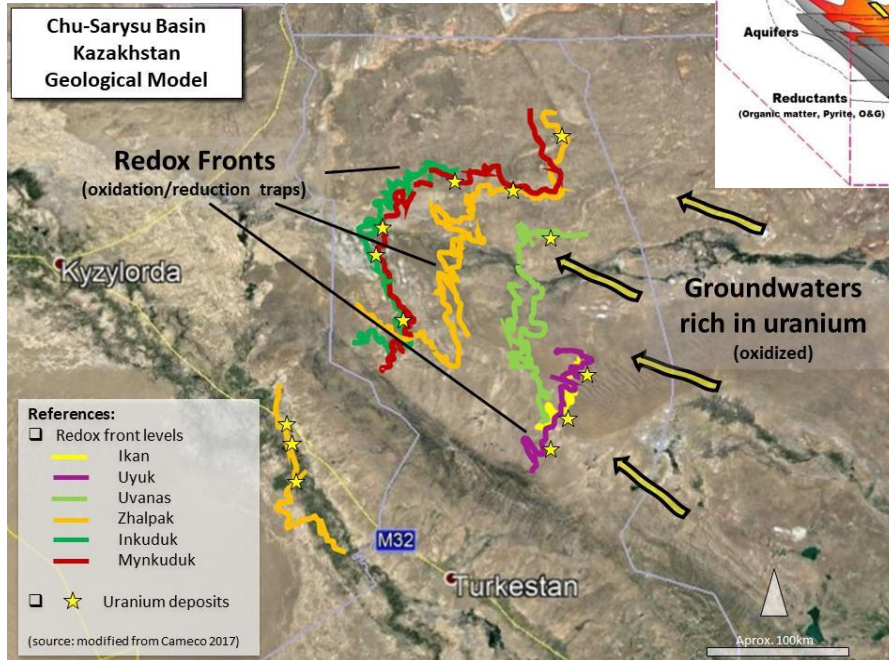 Chu-Sarysu Basin
Kazakhstan
Geological Model
Aquifers
Reductants
(Organic matter, Pyrite, O&G)
Redox Fronts
(oxidation/reduction traps)
Kyzylorda
Groundwaters
rich in uranium
(oxidized)
References:
Redox front levels
Ikan
Uyuk
Uvanas
Zhalpak
Inkuduk
Mynkuduk
Uranium deposits
(source: modified from Cameco 2017)
M32
Turkestan
Aprox. 100km